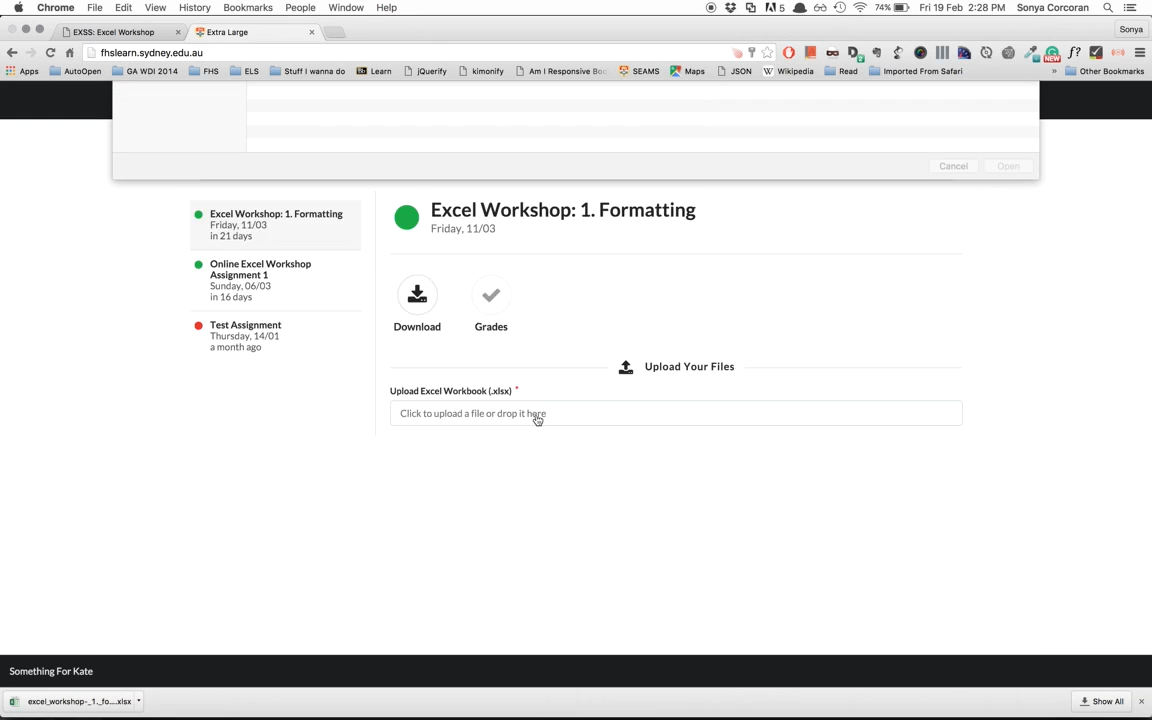 Chrome File Edit View History Bookmarks People Window Help
5 74% Fri 19 Feb 2:28 PM Sonya Corcoran
EXSS: Excel Workshop Extra Large Sonya
fhslearn.sydney.edu.au
2 NEW ƒ?
Apps AutoOpen GA WDI 2014 FHS ELS Stuff I wanna do Learn jQuerify kimonify Am I Responsive Boo SEAMS Maps JSON Wikipedia Read Imported From Safari » Other Bookmarks
Cancel Open
Excel Workshop: 1. Formatting
Friday, 11/03
in 21 days
Online Excel Workshop
Assignment 1
Sunday, 06/03
in 16 days
Test Assignment
Thursday, 14/01
a month ago
Excel Workshop: 1. Formatting
Friday, 11/03
Download Grades
Upload Your Files
Upload Excel Workbook (.xlsx) *
Click to upload a file or drop it here
Something For Kate
excel_workshop-_1._fo....xlsx Show All